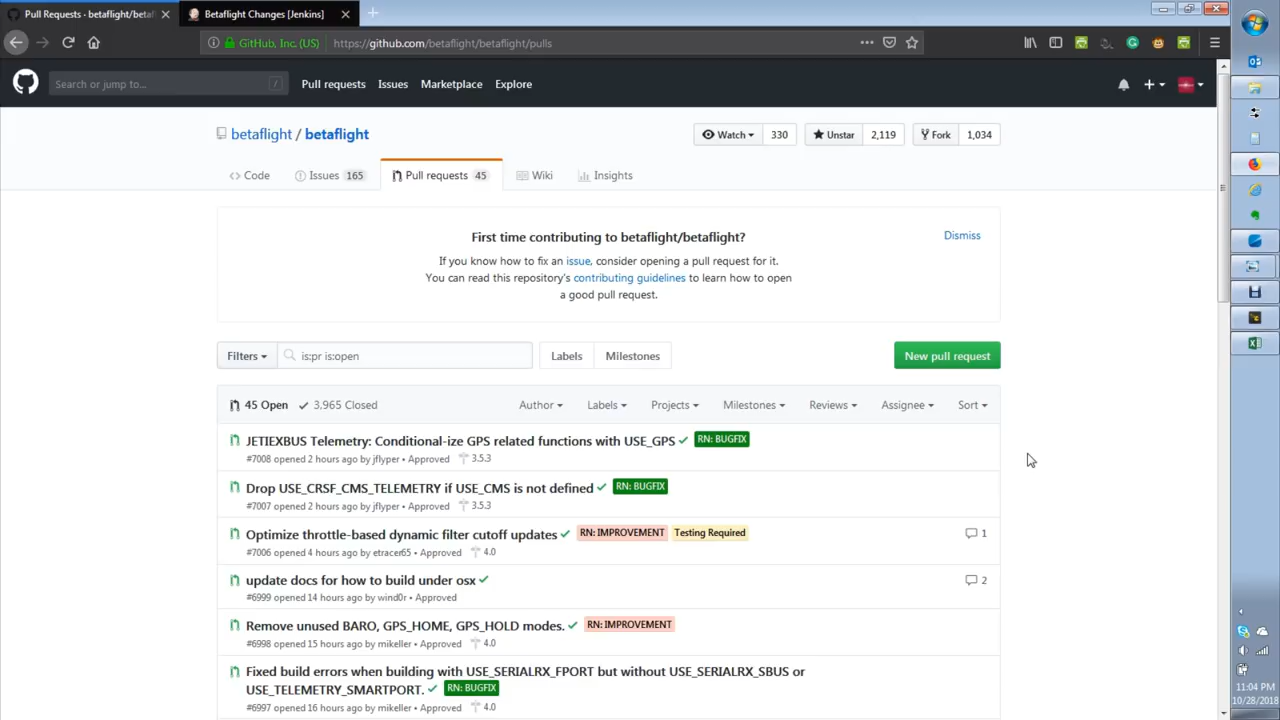 Pull Requests · betaflight/betaf
Betaflight Changes [Jenkins]
GitHub, Inc. (US)
https://github.com/betaflight/betaflight/pulls
Search or jump to...
/
Pull requests
Issues
Marketplace
Explore
betaflight / betaflight
Watch
330
Unstar
2,119
Fork
1,034
Code
Issues 165
Pull requests 45
Wiki
Insights
First time contributing to betaflight/betaflight?
Dismiss
If you know how to fix an issue, consider opening a pull request for it.
You can read this repository's contributing guidelines to learn how to open
a good pull request.
Filters
is:pr is:open
Labels
Milestones
New pull request
45 Open
3,965 Closed
Author
Labels
Projects
Milestones
Reviews
Assignee
Sort
JETIEXBUS Telemetry: Conditional-ize GPS related functions with USE_GPS
RN: BUGFIX
#7008 opened 2 hours ago by jflyper • Approved 3.5.3
Drop USE_CRSF_CMS_TELEMETRY if USE_CMS is not defined
RN: BUGFIX
#7007 opened 2 hours ago by jflyper • Approved 3.5.3
Optimize throttle-based dynamic filter cutoff updates
RN: IMPROVEMENT
Testing Required
1
#7006 opened 4 hours ago by etracer65 • Approved 4.0
update docs for how to build under osx
2
#6999 opened 14 hours ago by wind0r • Approved
Remove unused BARO, GPS_HOME, GPS_HOLD modes.
RN: IMPROVEMENT
#6998 opened 15 hours ago by mikeller • Approved 4.0
Fixed build errors when building with USE_SERIALRX_FPORT but without USE_SERIALRX_SBUS or
USE_TELEMETRY_SMARTPORT.
RN: BUGFIX
#6997 opened 16 hours ago by mikeller • Approved 4.0
11:04 PM
10/28/2018